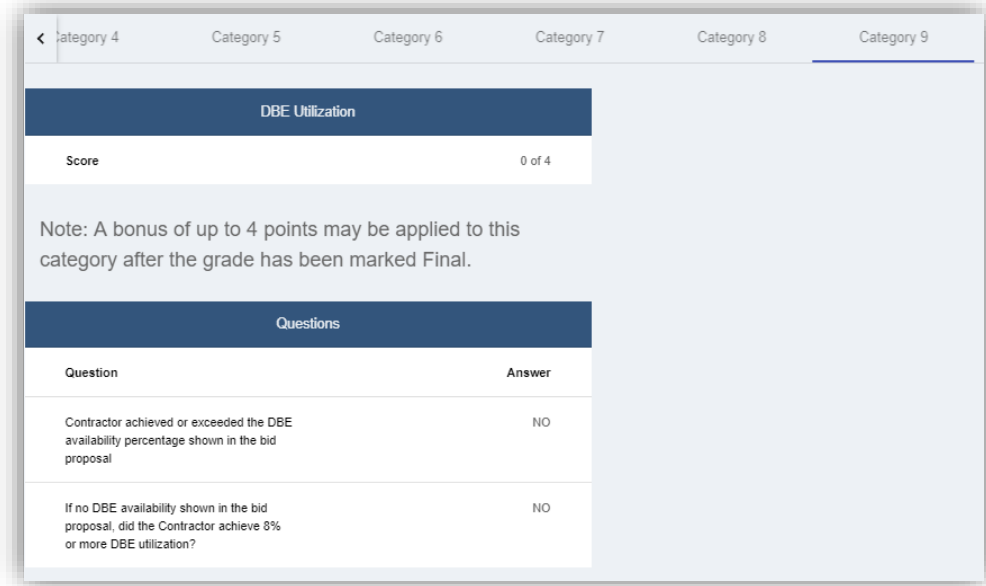 ategory 4 Category 5 Category 6 Category 7 Category 8 Category 9
DBE Utilization
Score 0 of 4
Note: A bonus of up to 4 points may be applied to this
category after the grade has been marked Final.
Questions
Question Answer
Contractor achieved or exceeded the DBE NO
availability percentage shown in the bid
proposal
If no DBE availability shown in the bid NO
proposal, did the Contractor achieve 8%
or more DBE utilization?